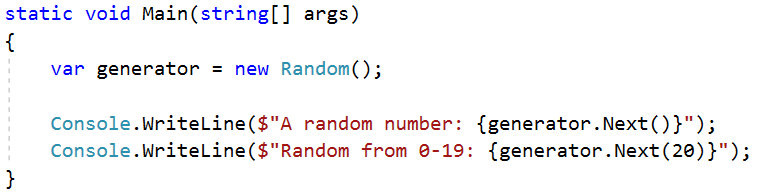 static void Main(string[] args)
{
    var generator = new Random();
    Console.WriteLine($"A random number: {generator.Next()}");
    Console.WriteLine($"Random from 0-19: {generator.Next(20)}");
}